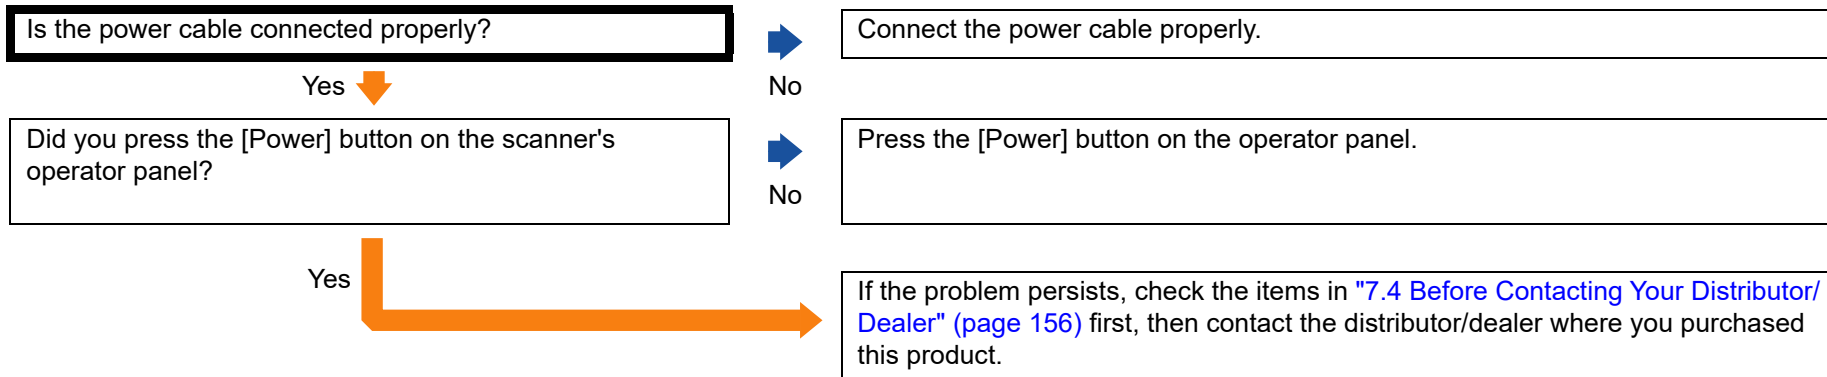 Is the power cable connected properly?
Connect the power cable properly.
Yes
No
Did you press the [Power] button on the scanner's
operator panel?
Press the [Power] button on the operator panel.
No
Yes
If the problem persists, check the items in "7.4 Before Contacting Your Distributor/
Dealer" (page 156) first, then contact the distributor/dealer where you purchased
this product.